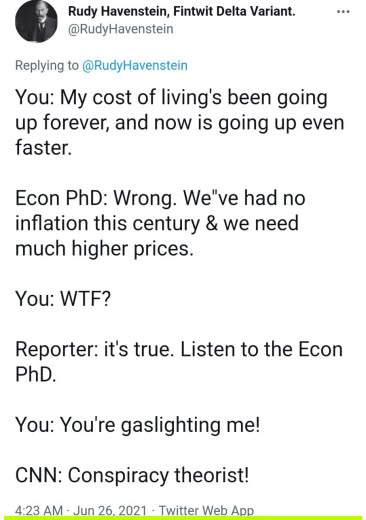 Rudy Havenstein, Fintwit Delta Variant.
@RudyHavenstein
Replying to @RudyHavenstein
You: My cost of living's been going
up forever, and now is going up even
faster.
Econ PhD: Wrong. We"ve had no
inflation this century & we need
much higher prices.
You: WTF?
Reporter: it's true. Listen to the Econ
PhD.
You: You're gaslighting me!
CNN: Conspiracy theorist!
4:23 AM · Jun 26, 2021 · Twitter Web App